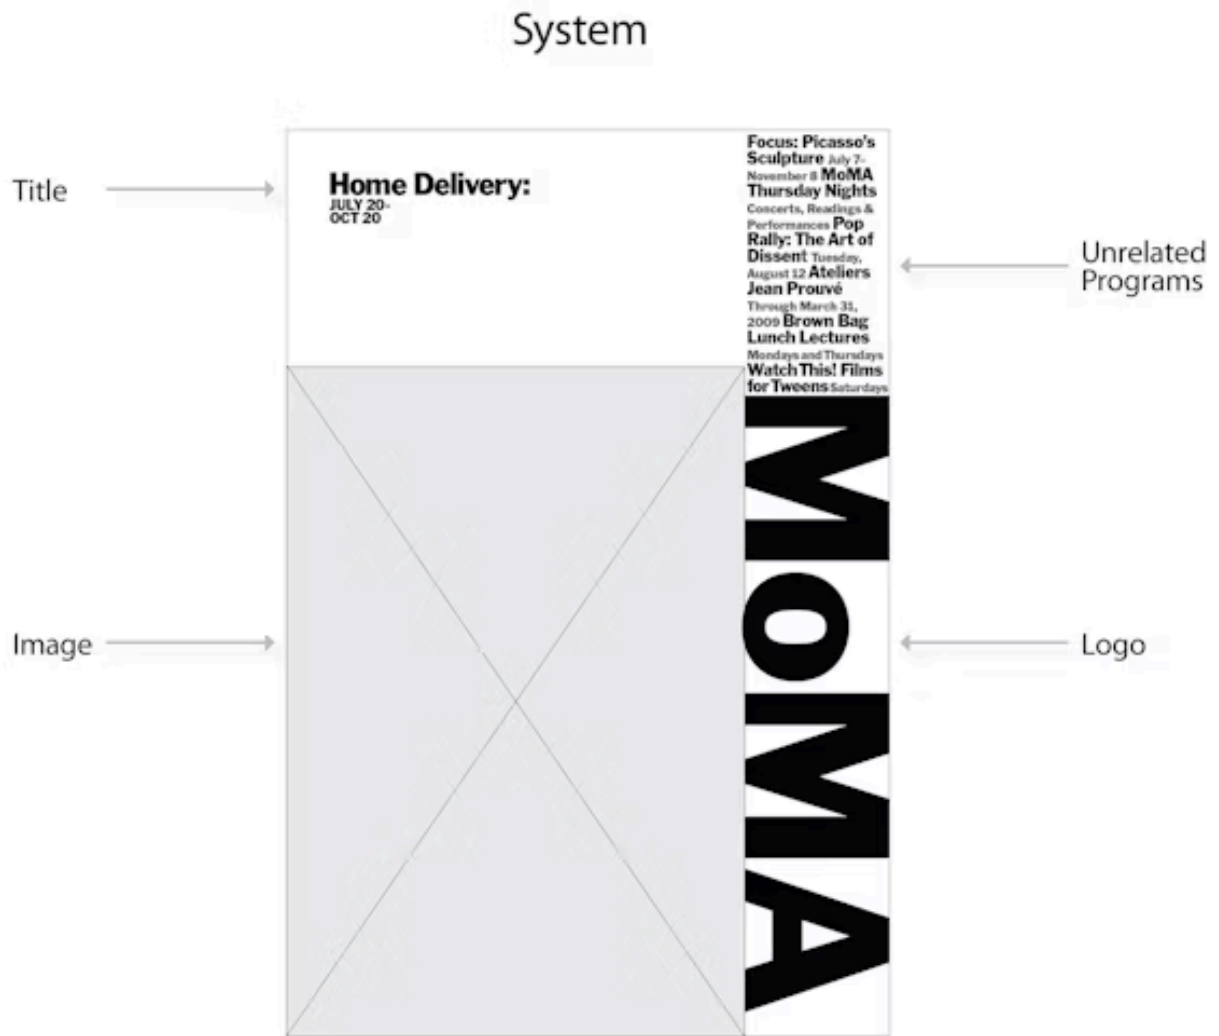 System
Title
Home Delivery:
JULY 20-
OCT 20
Focus: Picasso's
Sculpture July 7-
November 8 MoMA
Thursday Nights
Concerts, Readings &
Performances Pop
Rally: The Art of
Dissent Tuesday,
August 12 Ateliers
Jean Prouvé
Through March 31,
2009 Brown Bag
Lunch Lectures
Mondays and Thursdays
Watch This! Films
for Tweens Saturdays
Unrelated
Programs
Image
MoMA
Logo